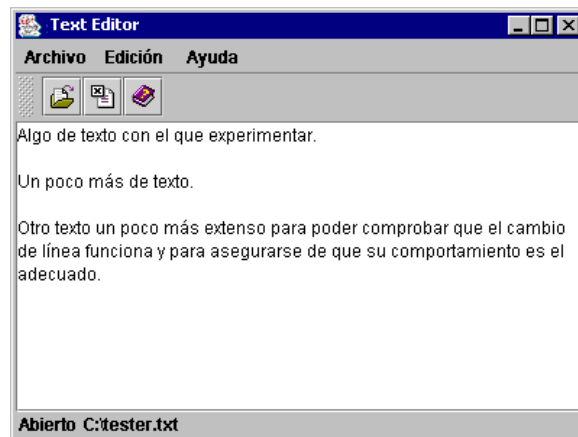 Text Editor
Archivo Edición Ayuda
Algo de texto con el que experimentar.
Un poco más de texto.
Otro texto un poco más extenso para poder comprobar que el cambio
de línea funciona y para asegurarse de que su comportamiento es el
adecuado.
Abierto C:\tester.txt